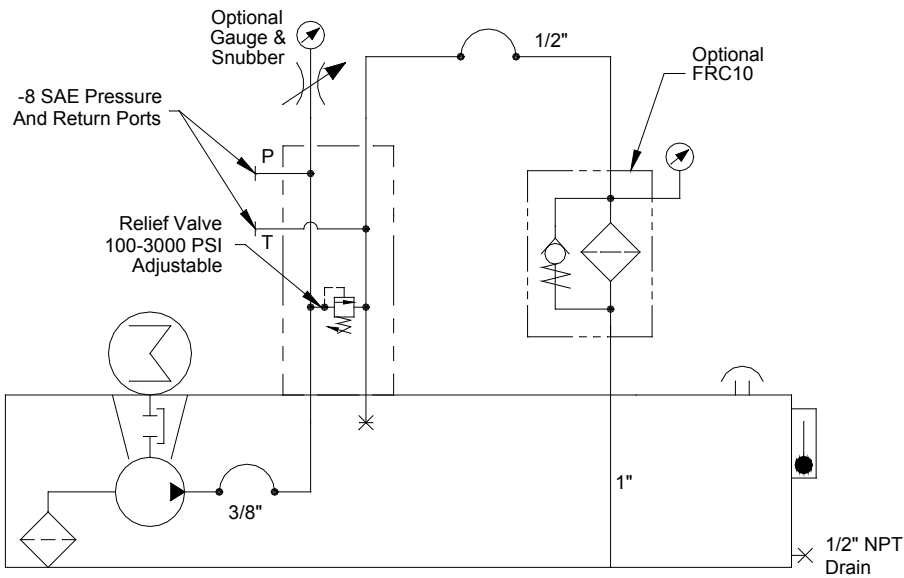 Optional
Gauge &
Snubber
1/2"
Optional
FRC10
-8 SAE Pressure
And Return Ports
P
T
Relief Valve
100-3000 PSI
Adjustable
3/8"
1"
1/2" NPT
Drain